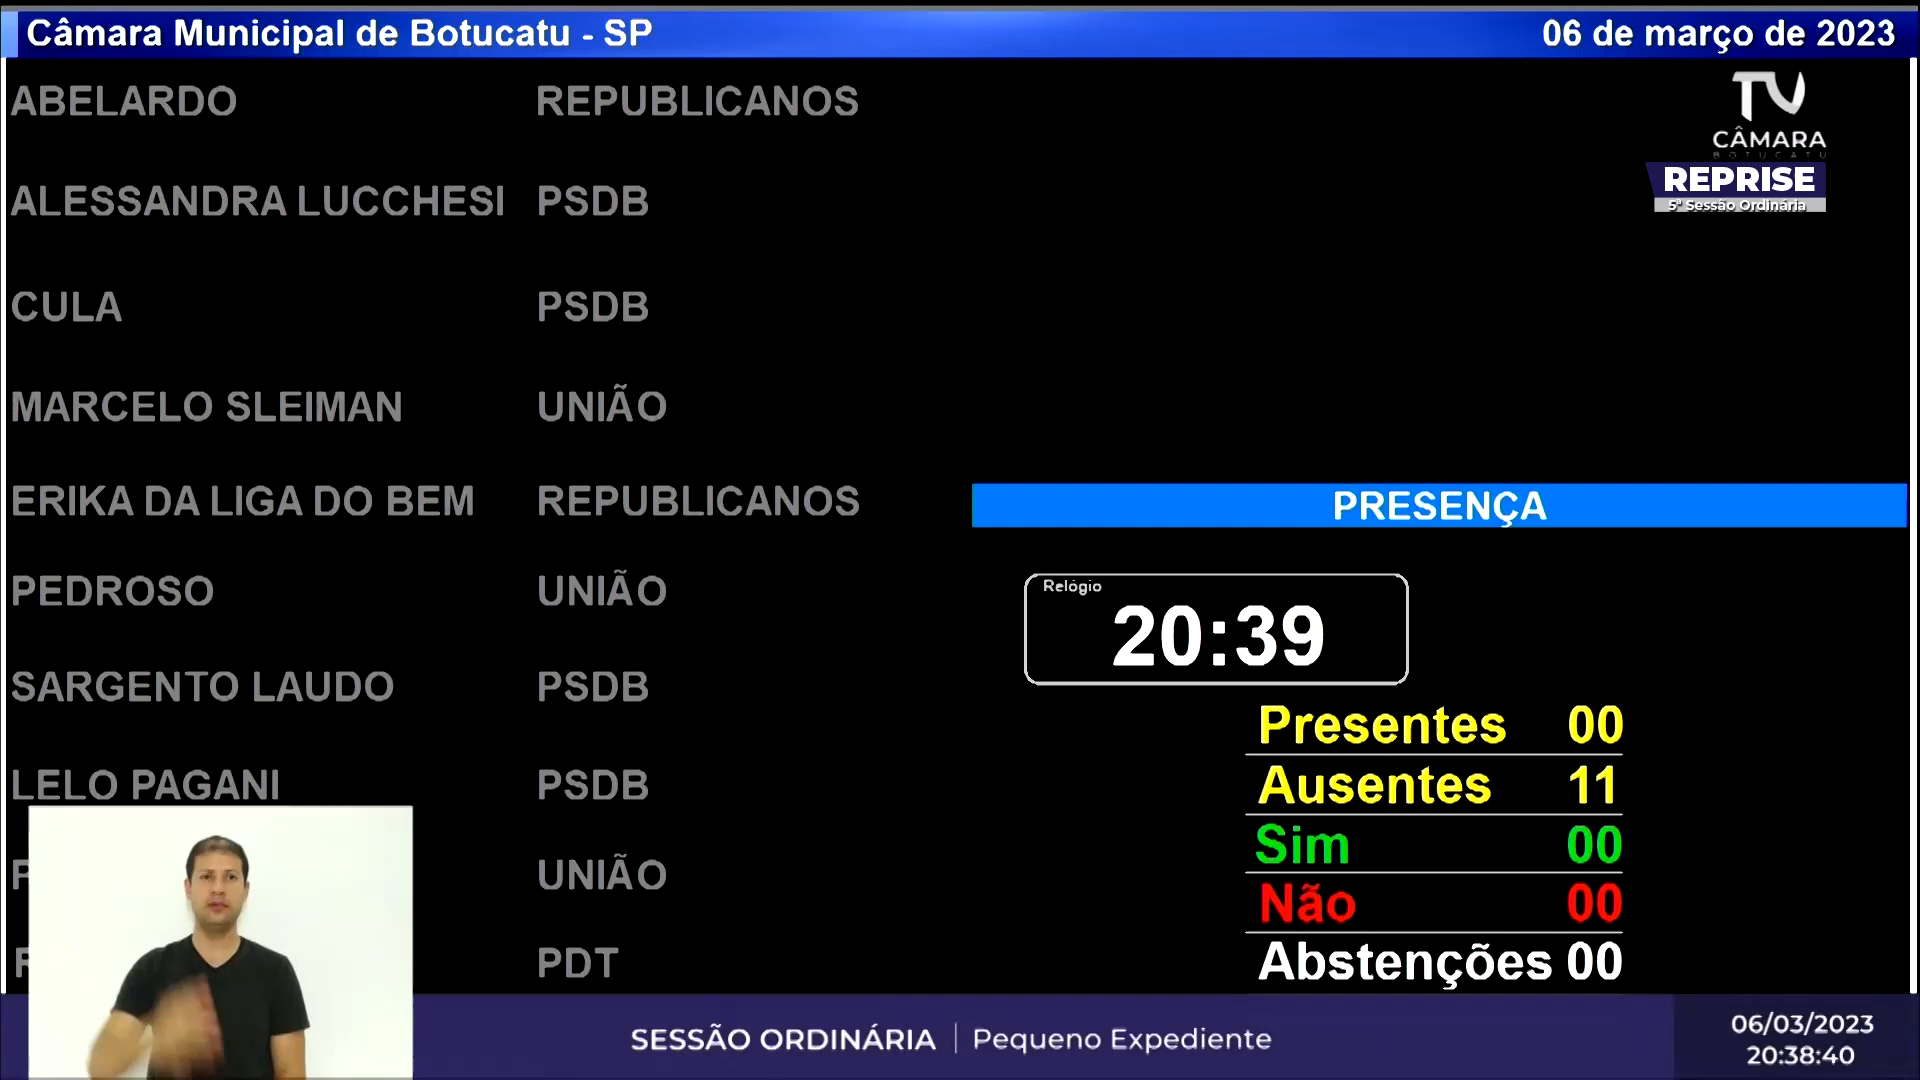 Câmara Municipal de Botucatu - SP
06 de março de 2023
TV
CÂMARA
BOTUCATU
REPRISE
5ª Sessão Ordinária
ABELARDO REPUBLICANOS
ALESSANDRA LUCCHESI PSDB
CULA PSDB
MARCELO SLEIMAN UNIÃO
ERIKA DA LIGA DO BEM REPUBLICANOS
PEDROSO UNIÃO
SARGENTO LAUDO PSDB
LELO PAGANI PSDB
UNIÃO
PDT
PRESENÇA
Relógio
20:39
Presentes 00
Ausentes 11
Sim 00
Não 00
Abstenções 00
SESSÃO ORDINÁRIA | Pequeno Expediente
06/03/2023
20:38:40